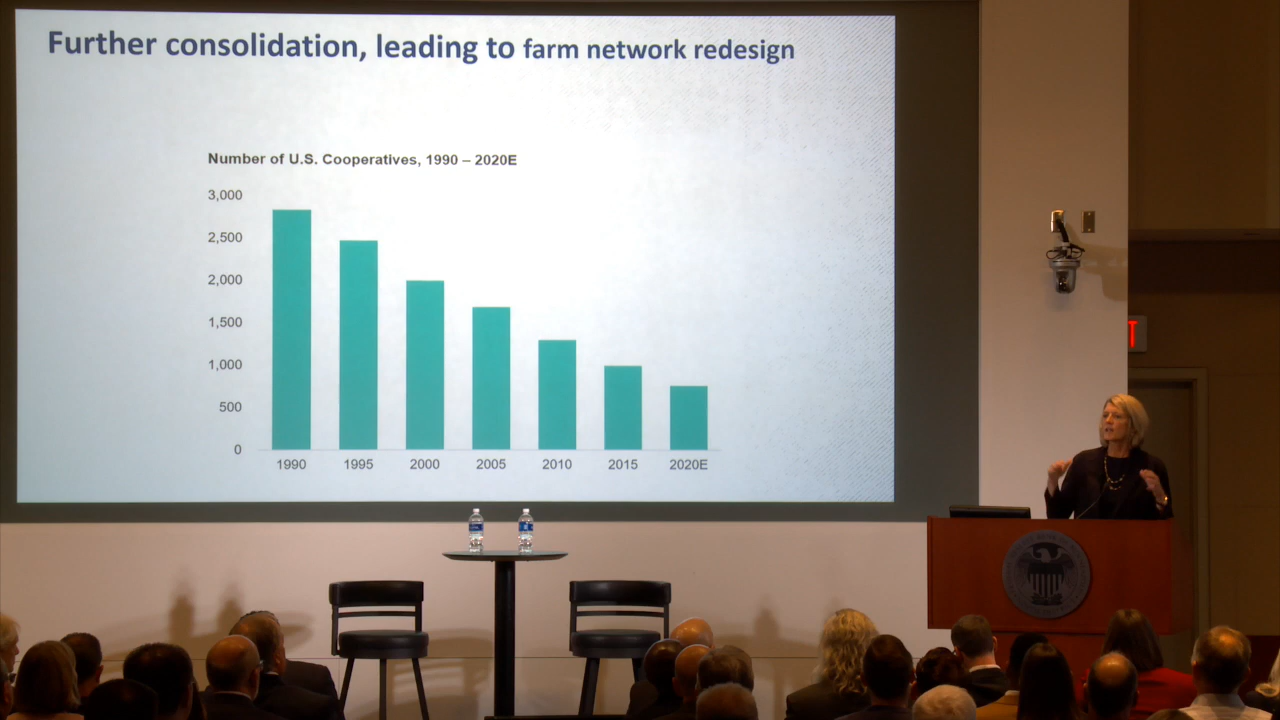 Further consolidation, leading to farm network redesign
Number of U.S. Cooperatives, 1990 – 2020E
3,000
2,500
2,000
1,500
1,000
500
0
1990 1995 2000 2005 2010 2015 2020E